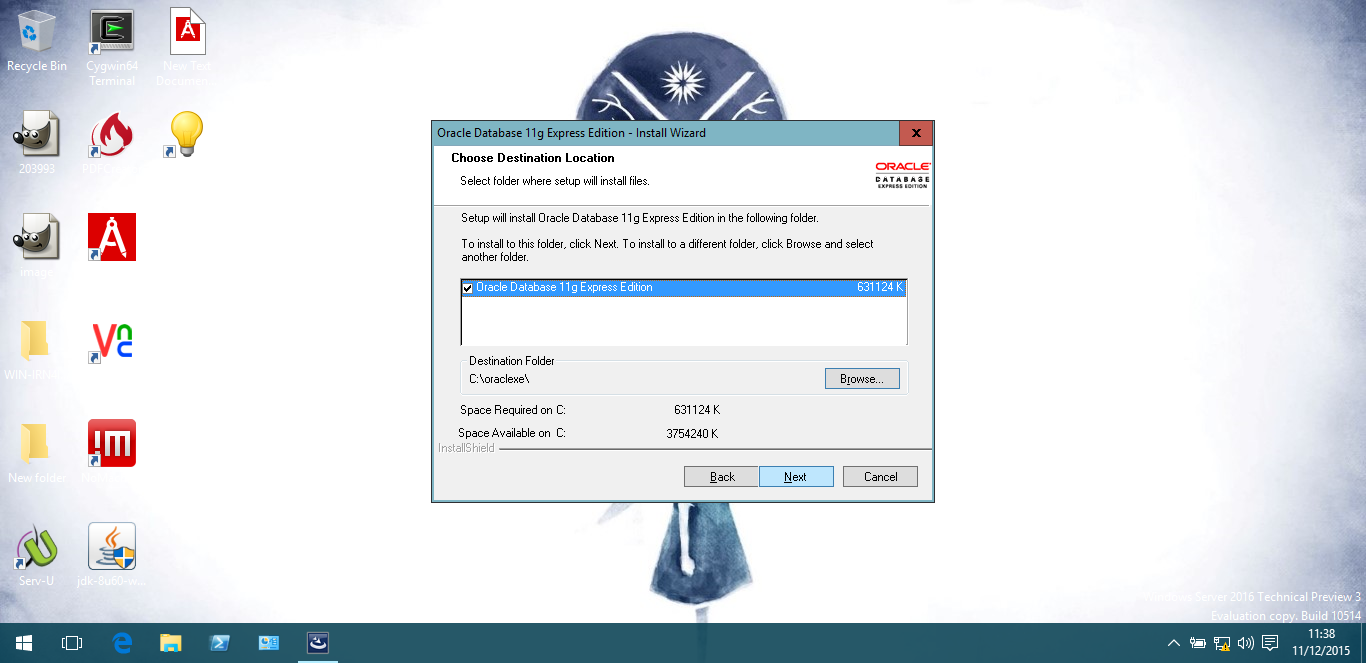 Recycle Bin
Cygwin64
Terminal
New Text
203993
WIN-iRN
New folder
Serv-U
jdk-8u60-w...
Oracle Database 11g Express Edition - Install Wizard
Choose Destination Location
Select folder where setup will install files.
ORACLE
DATABASE
EXPRESS EDITION
Setup will install Oracle Database 11g Express Edition in the following folder.
To install to this folder, click Next. To install to a different folder, click Browse and select
another folder.
Oracle Database 11g Express Edition 631124 K
Destination Folder
C:\oraclexe\
Browse...
Space Required on C: 631124 K
Space Available on C: 3754240 K
InstallShield
Back Next Cancel
Windows Server 2016 Technical Preview 3
Evaluation copy. Build 10514
11:38
11/12/2015